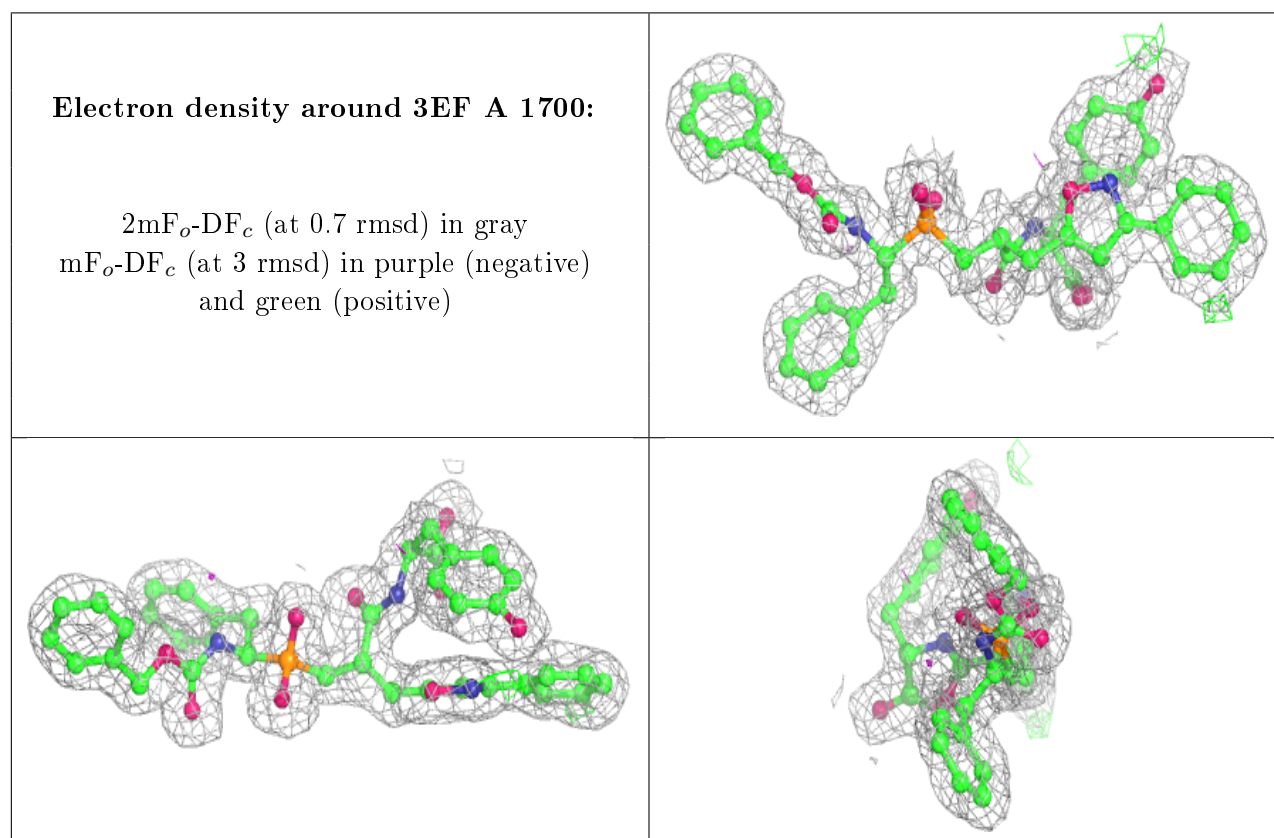 Electron density around 3EF A 1700:
2mFo-DFc (at 0.7 rmsd) in gray
mFo-DFc (at 3 rmsd) in purple (negative)
and green (positive)